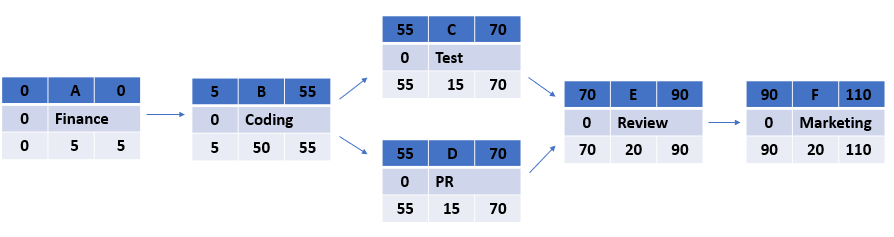 0 A 0
0 Finance
0 5 5
5 B 55
0 Coding
5 50 55
55 C 70
0 Test
55 15 70
55 D 70
0 PR
55 15 70
70 E 90
0 Review
70 20 90
90 F 110
0 Marketing
90 20 110